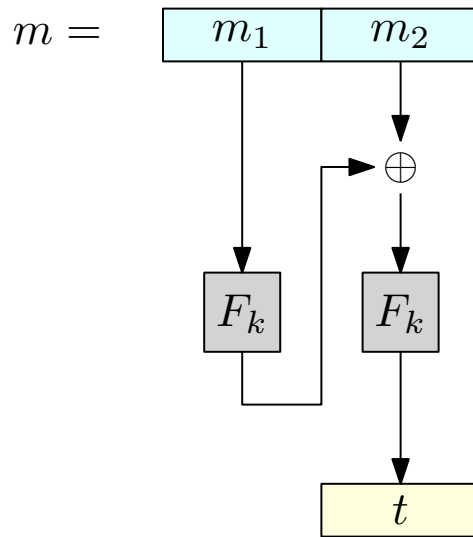 m = m₁ m₂
F_k F_k
t